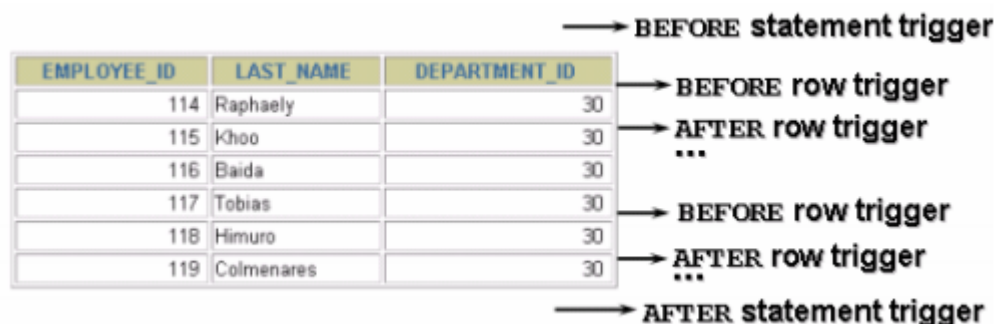 BEFORE statement trigger
EMPLOYEE_ID LAST_NAME DEPARTMENT_ID
BEFORE row trigger
114 Raphaely 30
AFTER row trigger
...
115 Khoo 30
116 Baida 30
117 Tobias 30
BEFORE row trigger
118 Himuro 30
AFTER row trigger
...
119 Colmenares 30
AFTER statement trigger